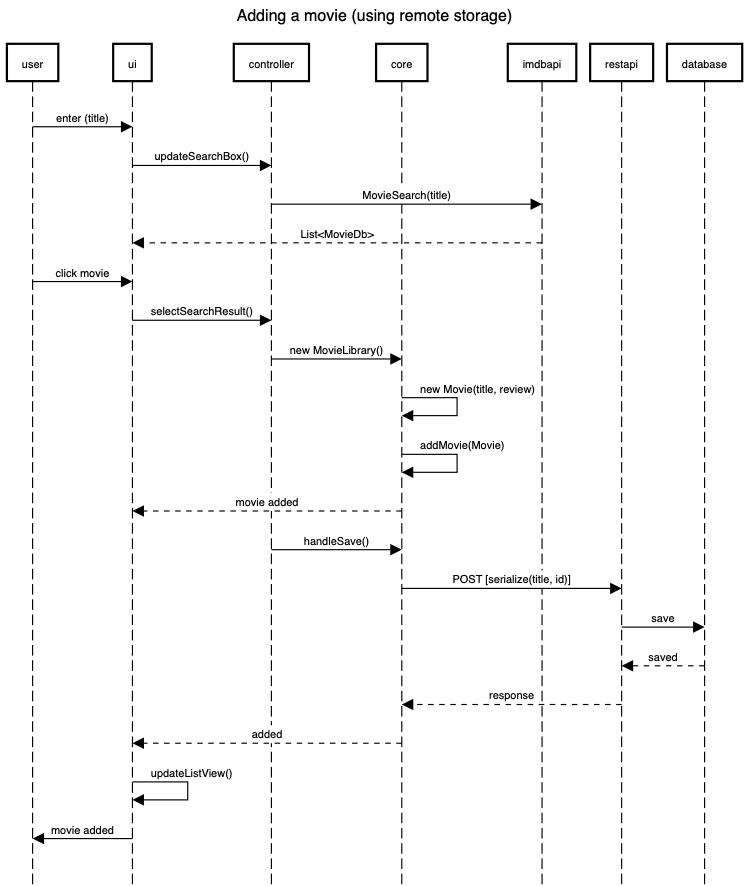 Adding a movie (using remote storage)
user ui controller core imdbapi restapi database
enter (title)
updateSearchBox()
MovieSearch(title)
List<MovieDb>
click movie
selectSearchResult()
new MovieLibrary()
new Movie(title, review)
addMovie(Movie)
movie added
handleSave()
POST [serialize(title, id)]
save
saved
response
added
updateListView()
movie added